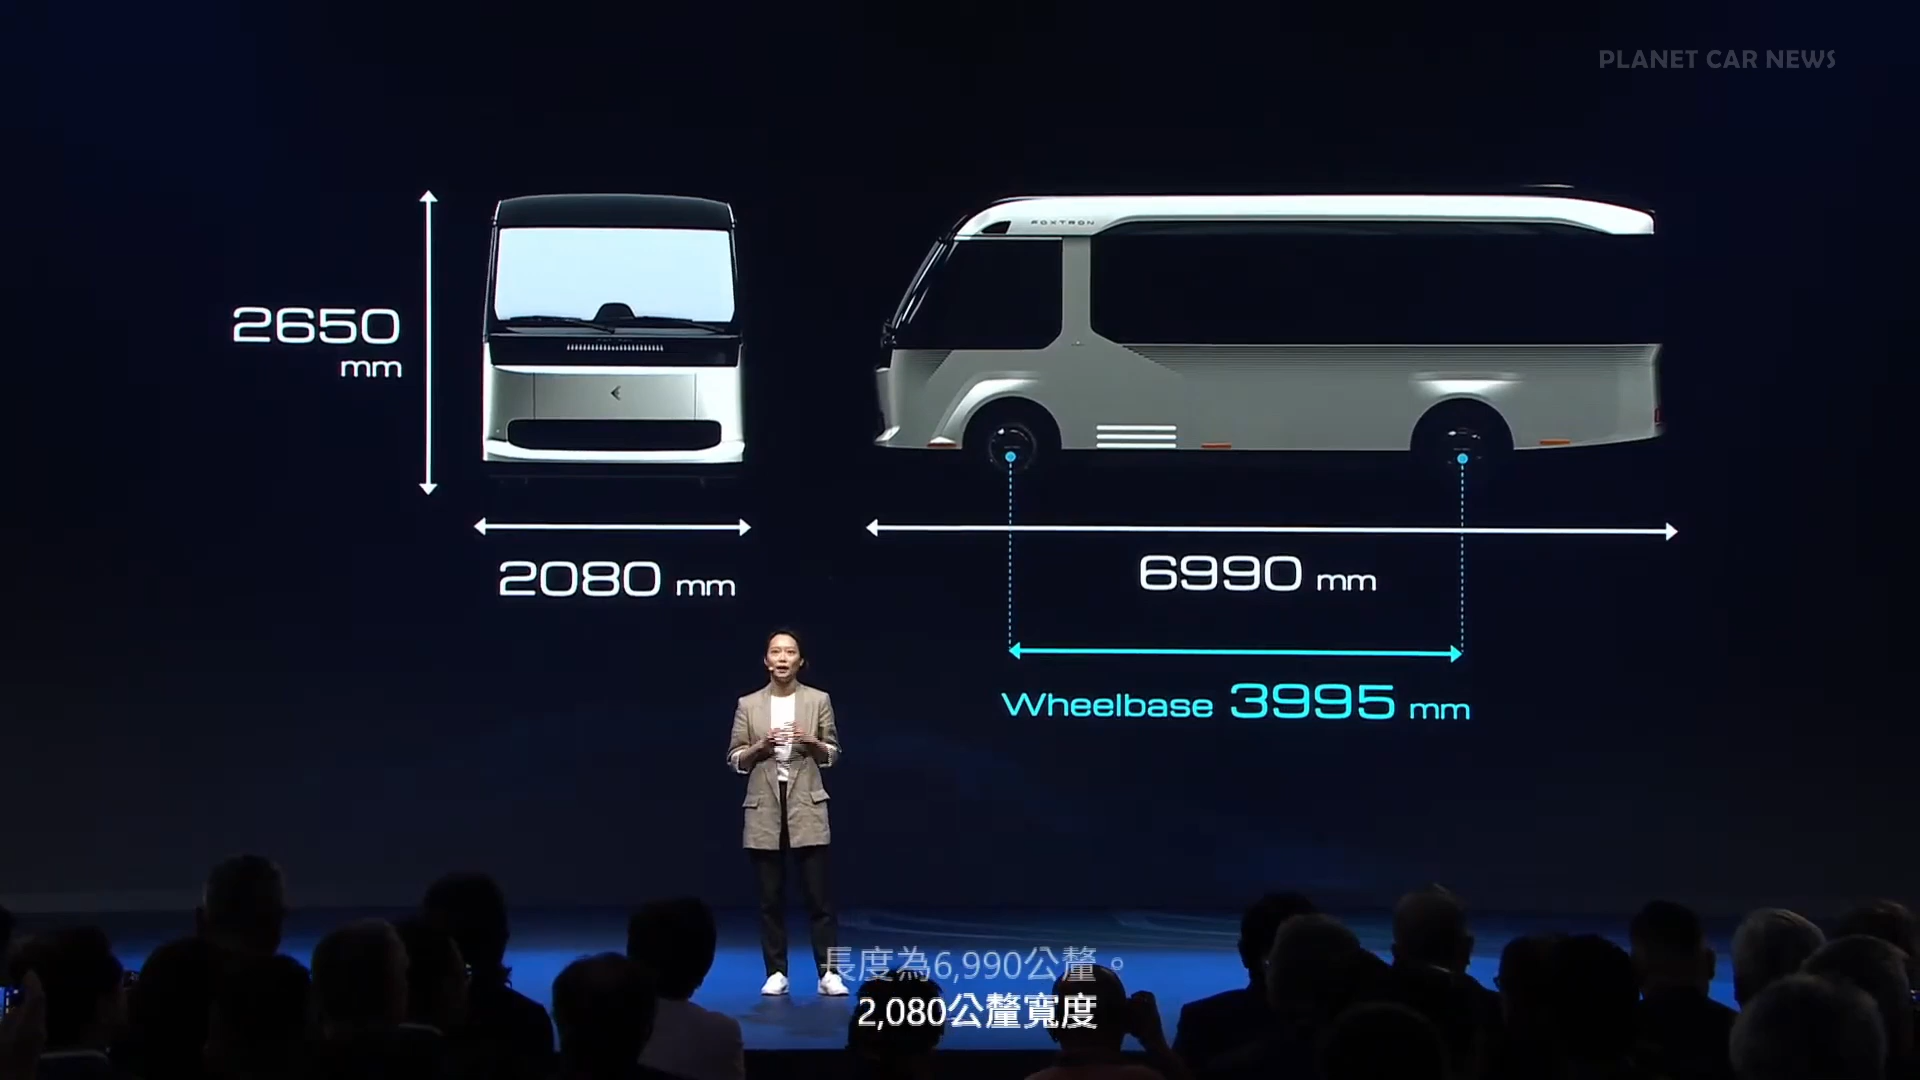 PLANET CAR NEWS
FOXTRON
2650
mm
2080 mm
6990 mm
Wheelbase 3995 mm
長度為6,990公釐。
2,080公釐寬度